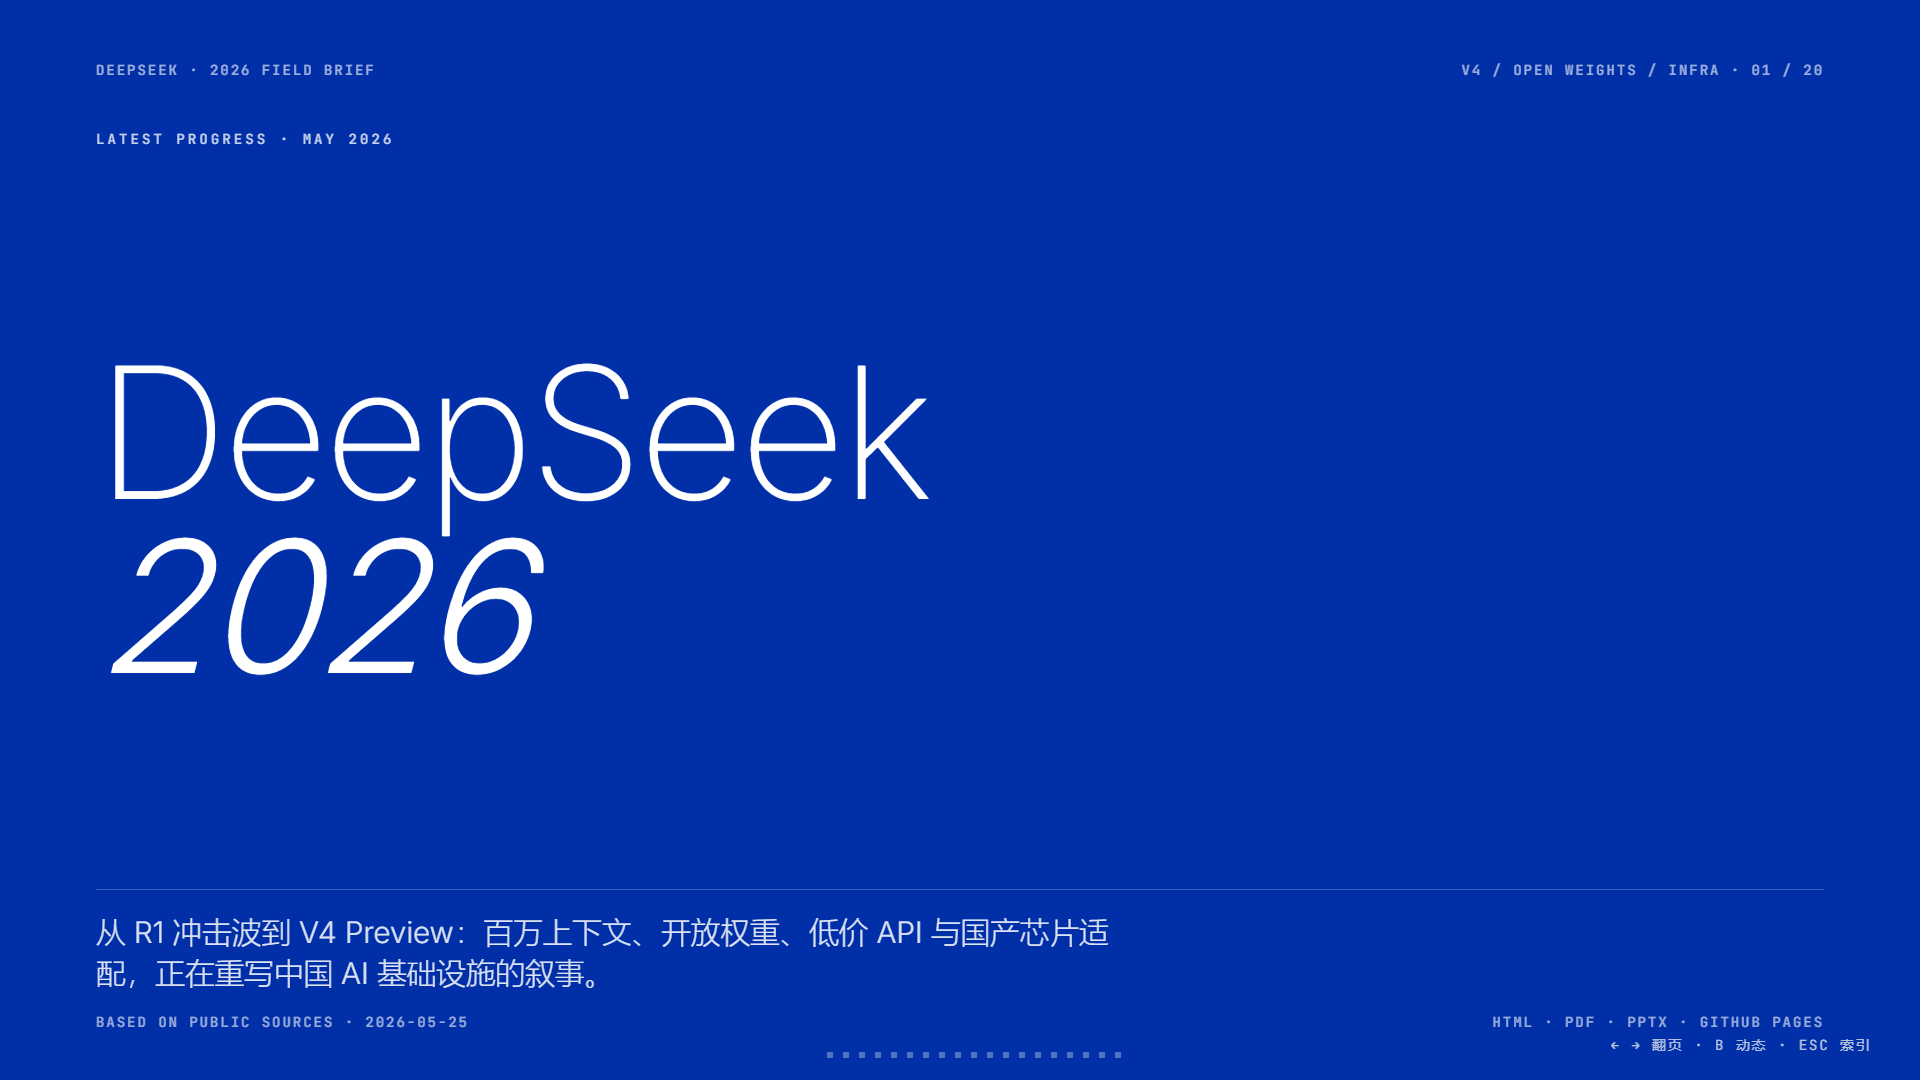 DEEPSEEK · 2026 FIELD BRIEF
V4 / OPEN WEIGHTS / INFRA · 01 / 20
LATEST PROGRESS · MAY 2026
DeepSeek
2026
从 R1 冲击波到 V4 Preview：百万上下文、开放权重、低价 API 与国产芯片适
配，正在重写中国 AI 基础设施的叙事。
BASED ON PUBLIC SOURCES · 2026-05-25
HTML · PDF · PPTX · GITHUB PAGES
← → 翻页 · B 动态 · ESC 索引